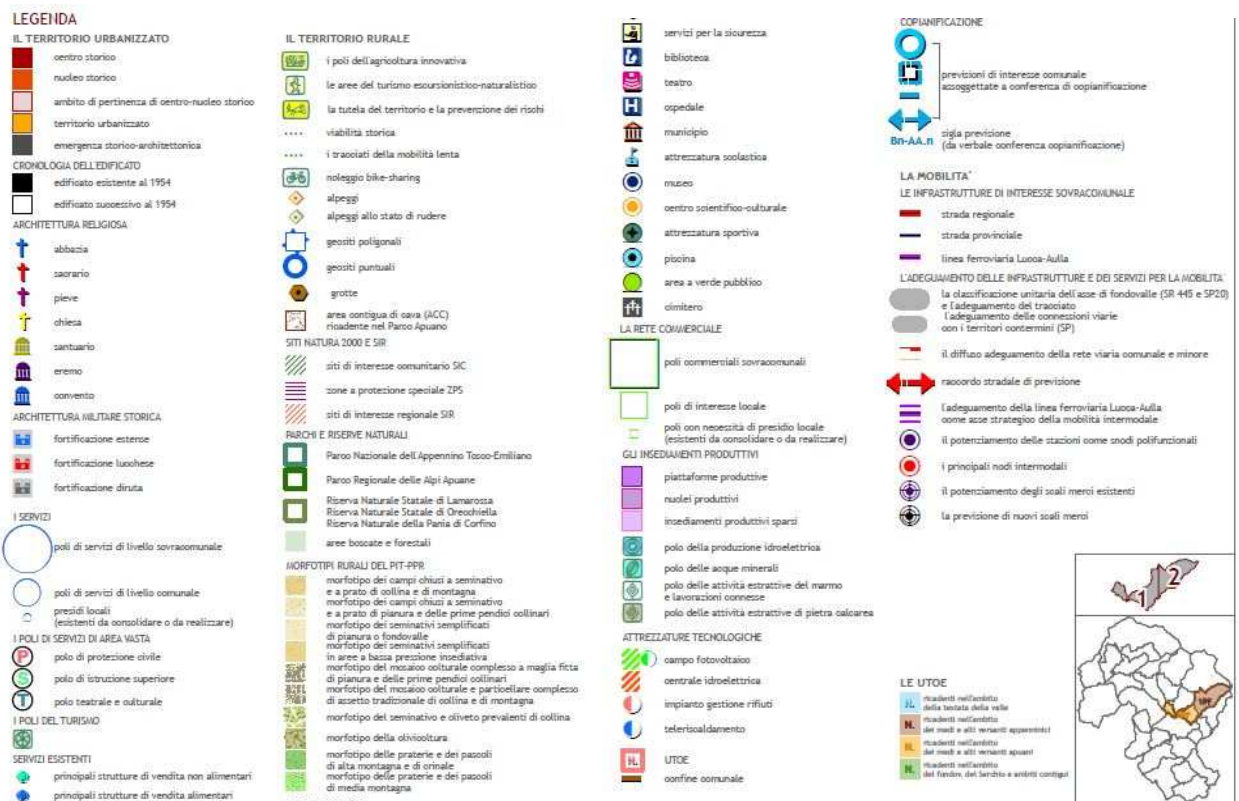 LEGENDA
IL TERRITORIO URBANIZZATO
centro storico
nucleo storico
ambito di pertinenza di centro-nucleo storico
territorio urbanizzato
emergenza storico-architettonica
CRONOLOGIA DELL'EDIFICATO
edificato esistente al 1954
edificato successivo al 1954
ARCHITETTURA RELIGIOSA
abbazia
sacrario
pieve
chiesa
santuario
eremo
convento
ARCHITETTURA MILITARE STORICA
fortificazione estense
fortificazione lucchese
fortificazione diruta
I SERVIZI
poli di servizi di livello sovracomunale
poli di servizi di livello comunale
presidi locali
(esistenti da consolidare o da realizzare)
I POLI DI SERVIZI DI AREA VASTA
P polo di protezione civile
S polo di istruzione superiore
T polo teatrale e culturale
I POLI DEL TURISMO
SERVIZI ESISTENTI
principali strutture di vendita non alimentari
principali strutture di vendita alimentari
IL TERRITORIO RURALE
i poli dell'agricoltura innovativa
le aree del turismo escursionistico-naturalistico
la tutela del territorio e la prevenzione dei rischi
viabilità storica
i tracciati della mobilità lenta
noleggio bike-sharing
alpeggi
alpeggi allo stato di rudere
geositi poligonali
geositi puntuali
grotte
area contigua di cava (ACC)
ricadente nel Parco Apuano
SITI NATURA 2000 E SIR
siti di interesse comunitario SIC
zone a protezione speciale ZPS
siti di interesse regionale SIR
PARCHI E RISERVE NATURALI
Parco Nazionale dell'Appennino Tosco-Emiliano
Parco Regionale delle Alpi Apuane
Riserva Naturale Statale di Lamarossa
Riserva Naturale Statale di Orecchiella
Riserva Naturale della Pania di Corfino
aree boscate e forestali
MORFOTIPI RURALI DEL PIT-PPR
morfotipo dei campi chiusi a seminativo
e a prato di collina e di montagna
morfotipo dei campi chiusi a seminativo
e a prato di pianura e delle prime pendici collinari
morfotipo dei seminativi semplificati
di pianura o fondovalle
morfotipo dei seminativi semplificati
in aree a bassa pressione insediativa
morfotipo del mosaico colturale complesso a maglia fitta
di pianura e delle prime pendici collinari
morfotipo del mosaico colturale e particellare complesso
di assetto tradizionale di collina e di montagna
morfotipo del seminativo e oliveto prevalenti di collina
morfotipo della olivicoltura
morfotipo delle praterie e dei pascoli
di alta montagna e di crinale
morfotipo delle praterie e dei pascoli
di media montagna
servizi per la sicurezza
biblioteca
teatro
H ospedale
municipio
attrezzatura scolastica
museo
centro scientifico-culturale
attrezzatura sportiva
piscina
area a verde pubblico
cimitero
LA RETE COMMERCIALE
poli commerciali sovracomunali
poli di interesse locale
poli con necessità di presidio locale
(esistenti da consolidare o da realizzare)
GLI INSEDIAMENTI PRODUTTIVI
piattaforme produttive
nuclei produttivi
insediamenti produttivi sparsi
polo della produzione idroelettrica
polo delle acque minerali
polo delle attività estrattive del marmo
e lavorazioni connesse
polo delle attività estrattive di pietra calcarea
ATTREZZATURE TECNOLOGICHE
campo fotovoltaico
centrale idroelettrica
impianto gestione rifiuti
teleriscaldamento
N. UTOE
confine comunale
COPIANIFICAZIONE
previsioni di interesse comunale
assoggettate a conferenza di copianificazione
Bn-AA.n sigla previsione
(da verbale conferenza copianificazione)
LA MOBILITA'
LE INFRASTRUTTURE DI INTERESSE SOVRACOMUNALE
strada regionale
strada provinciale
linea ferroviaria Lucca-Aulla
L'ADEGUAMENTO DELLE INFRASTRUTTURE E DEI SERVIZI PER LA MOBILITA'
la classificazione unitaria dell'asse di fondovalle (SR 445 e SP20)
e l'adeguamento del tracciato
l'adeguamento delle connessioni viarie
con i territori contermini (SP)
il diffuso adeguamento della rete viaria comunale e minore
raccordo stradale di previsione
l'adeguamento della linea ferroviaria Lucca-Aulla
come asse strategico della mobilità intermodale
il potenziamento delle stazioni come snodi polifunzionali
i principali nodi intermodali
il potenziamento degli scali merci esistenti
la previsione di nuovi scali merci
1
2
LE UTOE
N. ricadenti nell'ambito
della testata della valle
N. ricadenti nell'ambito
dei medi e alti versanti appenninici
N. ricadenti nell'ambito
dei medi e alti versanti apuani
N. ricadenti nell'ambito
del fondov. del Serchio e ambiti contigui